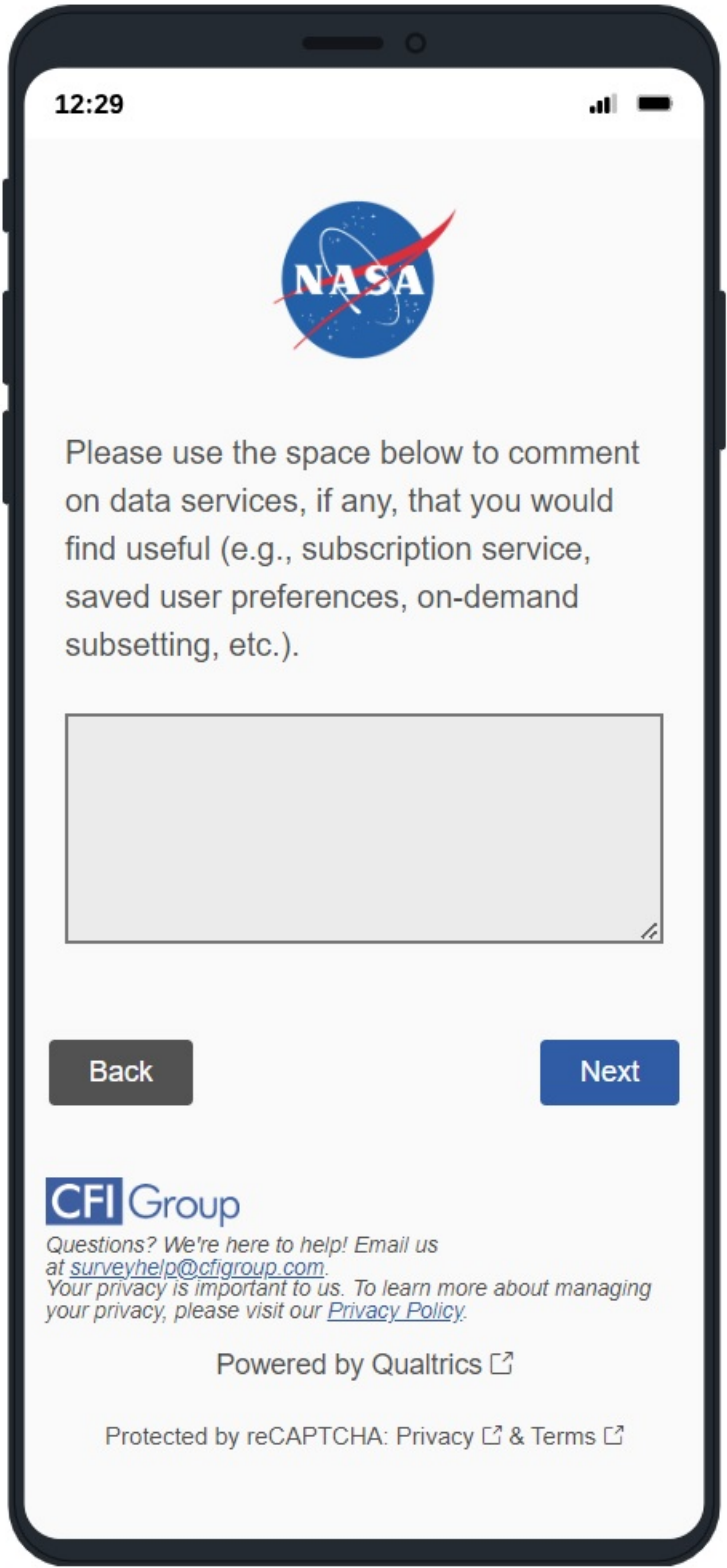 12:29
NASA
Please use the space below to comment
on data services, if any, that you would
find useful (e.g., subscription service,
saved user preferences, on-demand
subsetting, etc.).
Back
Next
CFI Group
Questions? We're here to help! Email us
at surveyhelp@cfigroup.com.
Your privacy is important to us. To learn more about managing
your privacy, please visit our Privacy Policy.
Powered by Qualtrics
Protected by reCAPTCHA: Privacy & Terms